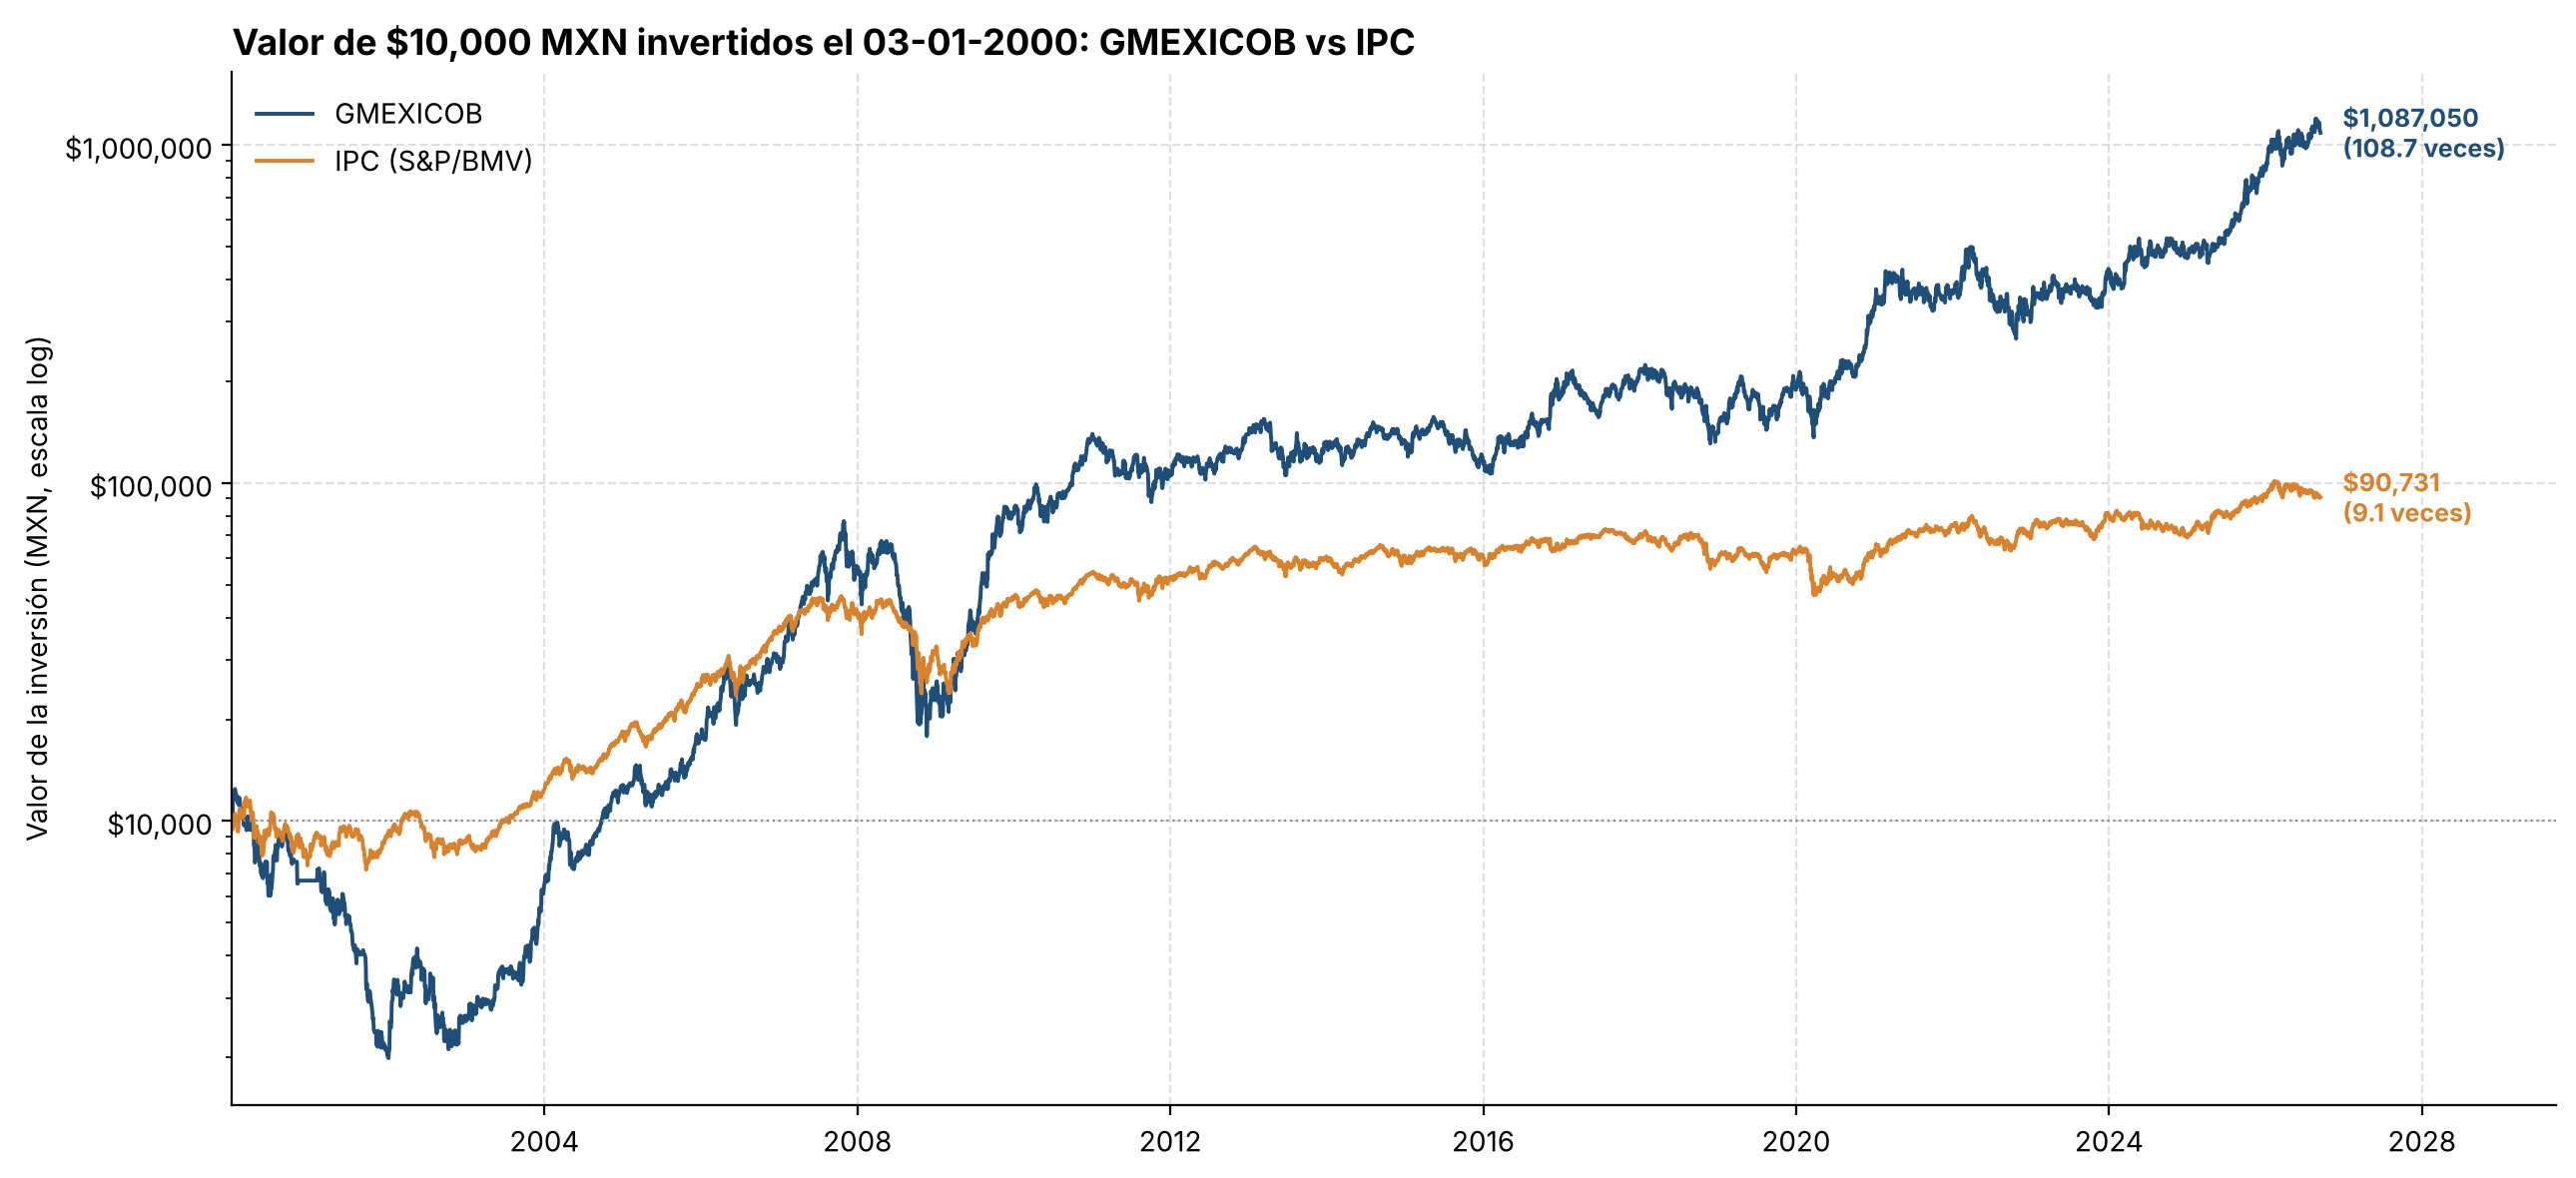 Valor de $10,000 MXN invertidos el 03-01-2000: GMEXICOB vs IPC
GMEXICOB
IPC (S&P/BMV)
Valor de la inversión (MXN, escala log)
$1,000,000
$100,000
$10,000
$1,087,050
(108.7 veces)
$90,731
(9.1 veces)
2004
2008
2012
2016
2020
2024
2028